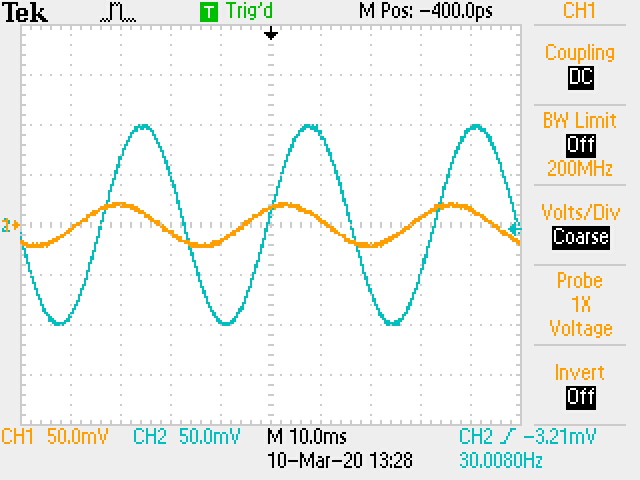 Tek T Trig'd M Pos: -400.0ps CH1
Coupling
DC
BW Limit
Off
200MHz
Volts/Div
Coarse
Probe
1X
Voltage
Invert
Off
2
CH1 50.0mV CH2 50.0mV M 10.0ms CH2 -3.21mV
10-Mar-20 13:28 30.0080Hz